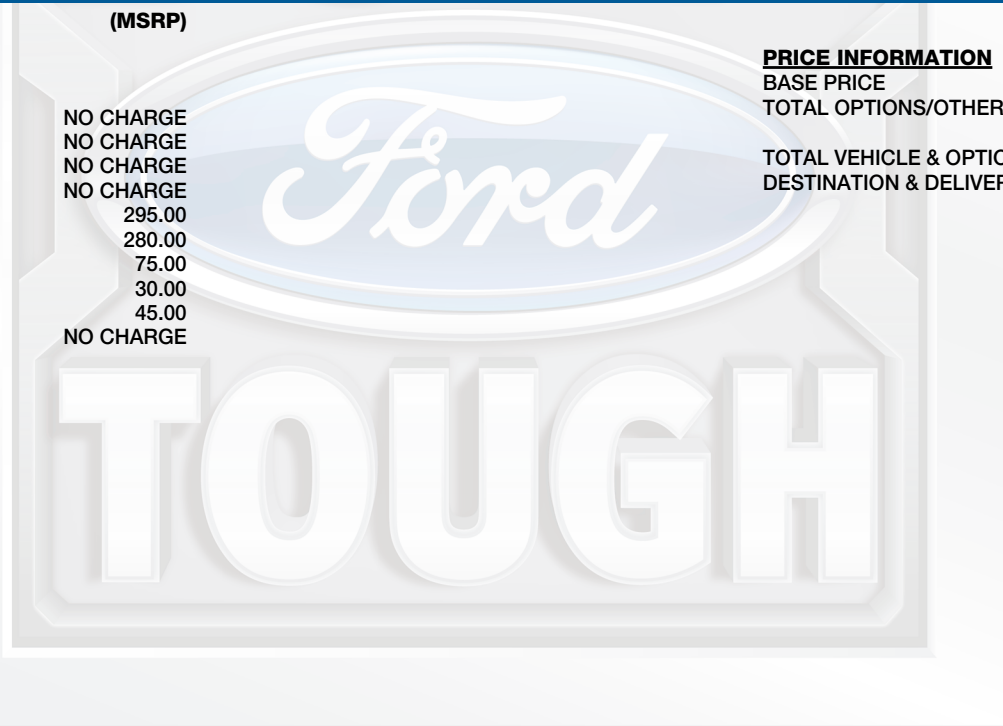 (MSRP)
NO CHARGE
NO CHARGE
NO CHARGE
NO CHARGE
295.00
280.00
75.00
30.00
45.00
NO CHARGE
PRICE INFORMATION
BASE PRICE
TOTAL OPTIONS/OTHER
TOTAL VEHICLE & OPTIO
DESTINATION & DELIVER
Ford
TOUGH